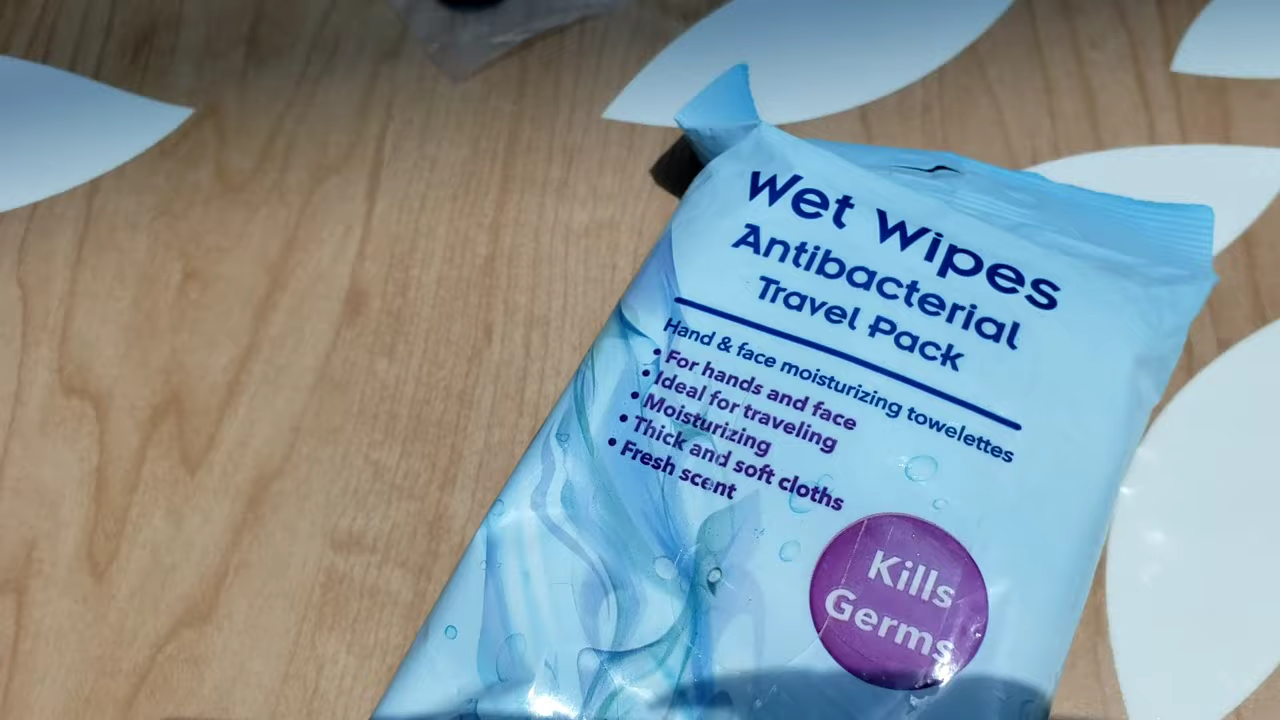 Wet Wipes
Antibacterial
Travel Pack
Hand & face moisturizing towelettes
• For hands and face
• Ideal for traveling
• Moisturizing
• Thick and soft cloths
• Fresh scent
Kills
Germs